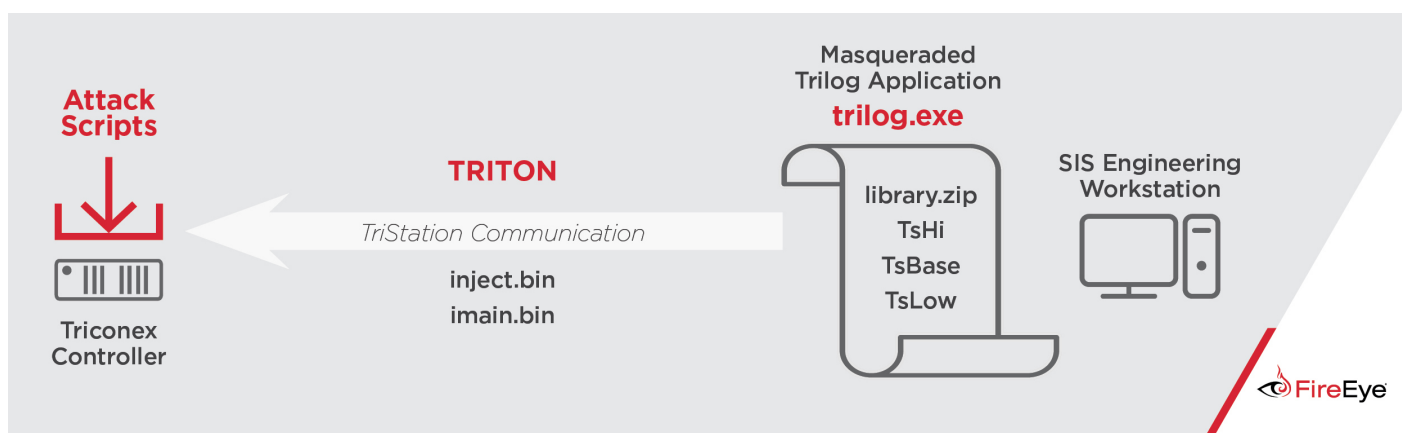 Attack
Scripts
Triconex
Controller
TRITON
TriStation Communication
inject.bin
imain.bin
Masqueraded
Trilog Application
trilog.exe
library.zip
TsHi
TsBase
TsLow
SIS Engineering
Workstation
FireEye